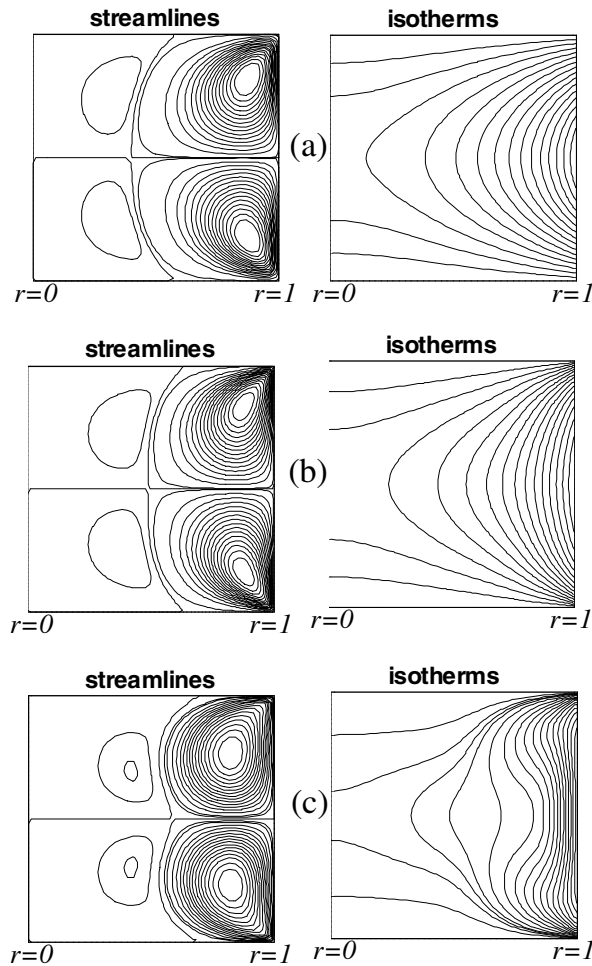 streamlines isotherms
(a)
r=0 r=1 r=0 r=1
streamlines isotherms
(b)
r=0 r=1 r=0 r=1
streamlines isotherms
(c)
r=0 r=1 r=0 r=1